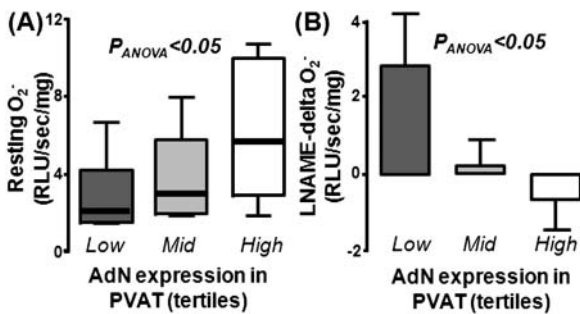 (A)
12
8
4
0
Resting O₂⁻
(RLU/sec/mg)
P_ANOVA<0.05
Low Mid High
AdN expression in
PVAT (tertiles)
(B)
4
2
0
-2
LNAME-delta O₂⁻
(RLU/sec/mg)
P_ANOVA<0.05
Low Mid High
AdN expression in
PVAT (tertiles)